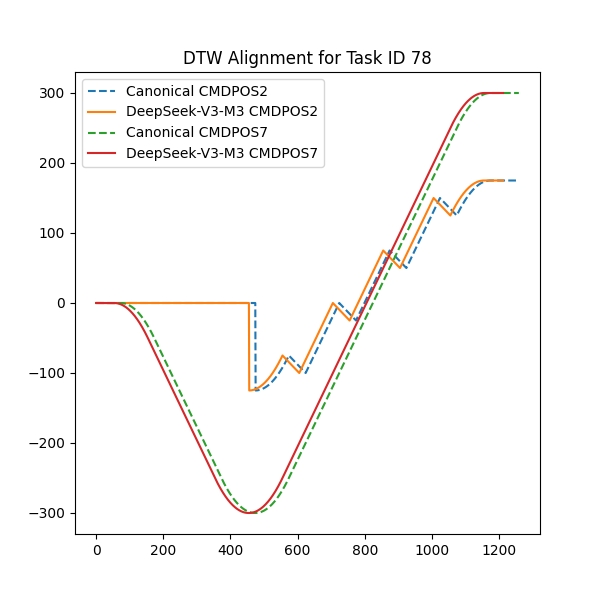 DTW Alignment for Task ID 78
Canonical CMDPOS2
DeepSeek-V3-M3 CMDPOS2
Canonical CMDPOS7
DeepSeek-V3-M3 CMDPOS7
300
200
100
0
−100
−200
−300
0 200 400 600 800 1000 1200